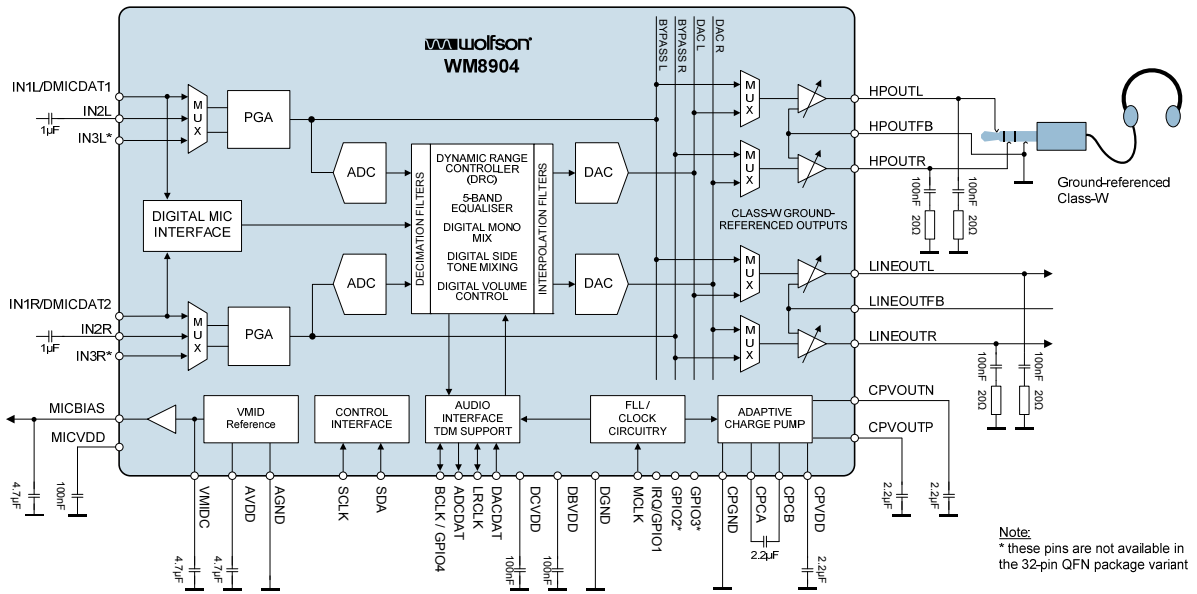 wolfson
WM8904
BYPASS L
BYPASS R
DAC L
DAC R
IN1L/DMICDAT1
IN2L
1µF
IN3L*
MUX
PGA
ADC
DIGITAL MIC
INTERFACE
IN1R/DMICDAT2
IN2R
1µF
IN3R*
MUX
PGA
ADC
DECIMATION FILTERS
DYNAMIC RANGE
CONTROLLER
(DRC)
5-BAND
EQUALISER
DIGITAL MONO
MIX
DIGITAL SIDE
TONE MIXING
DIGITAL VOLUME
CONTROL
INTERPOLATION FILTERS
DAC
DAC
MUX
MUX
CLASS-W GROUND-
REFERENCED OUTPUTS
MUX
MUX
HPOUTL
HPOUTFB
HPOUTR
100nF
20Ω
100nF
20Ω
Ground-referenced
Class-W
LINEOUTL
LINEOUTFB
LINEOUTR
100nF
20Ω
100nF
20Ω
MICBIAS
MICVDD
4.7µF
100nF
VMID
Reference
CONTROL
INTERFACE
AUDIO
INTERFACE
TDM SUPPORT
FLL/
CLOCK
CIRCUITRY
ADAPTIVE
CHARGE PUMP
CPVOUTN
CPVOUTP
2.2µF
2.2µF
VMIDC
AVDD
AGND
SCLK
SDA
BCLK / GPIO4
ADCDAT
LRCLK
DACDAT
DCVDD
DBVDD
DGND
MCLK
IRQ/GPIO1
GPIO2*
GPIO3*
CPGND
CPCA
CPCB
CPVDD
4.7µF
4.7µF
100nF
100nF
2.2µF
2.2µF
Note:
* these pins are not available in
the 32-pin QFN package variant